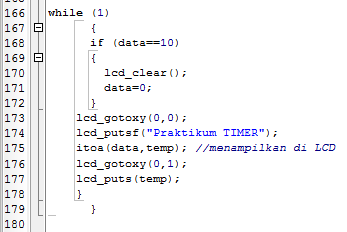 166 while (1)
167 {
168 if (data==10)
169 {
170 lcd_clear();
171 data=0;
172 }
173 lcd_gotoxy(0,0);
174 lcd_putsf("Praktikum TIMER");
175 itoa(data,temp); //menampilkan di LCD
176 lcd_gotoxy(0,1);
177 lcd_puts(temp);
178 }
179 }
180